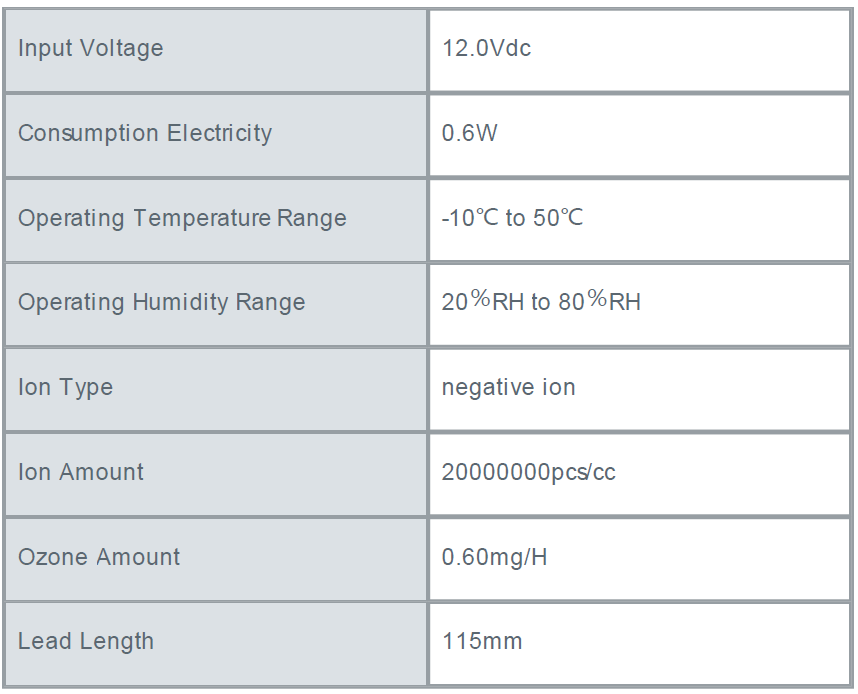 Input Voltage 12.0Vdc
Consumption Electricity 0.6W
Operating Temperature Range -10℃ to 50℃
Operating Humidity Range 20%RH to 80%RH
Ion Type negative ion
Ion Amount 20000000pcs/cc
Ozone Amount 0.60mg/H
Lead Length 115mm